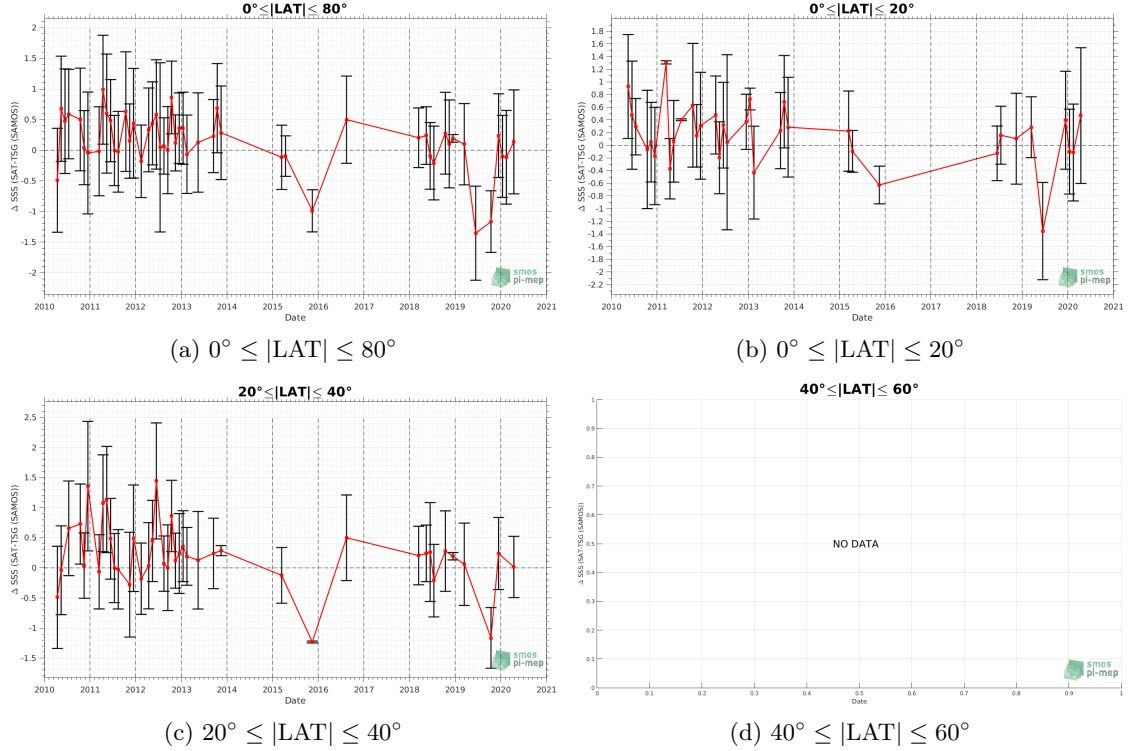 0°≤|LAT|≤ 80°
Δ SSS (SAT-TSG (SAMOS))
2
1.5
1
0.5
0
-0.5
-1
-1.5
-2
2010 2011 2012 2013 2014 2015 2016 2017 2018 2019 2020 2021
Date
smos
pi-mep
(a) 0° ≤ |LAT| ≤ 80°
0°≤|LAT|≤ 20°
Δ SSS (SAT-TSG (SAMOS))
1.8
1.6
1.4
1.2
1
0.8
0.6
0.4
0.2
0
-0.2
-0.4
-0.6
-0.8
-1
-1.2
-1.4
-1.6
-1.8
-2
-2.2
2010 2011 2012 2013 2014 2015 2016 2017 2018 2019 2020 2021
Date
smos
pi-mep
(b) 0° ≤ |LAT| ≤ 20°
20°≤|LAT|≤ 40°
Δ SSS (SAT-TSG (SAMOS))
2.5
2
1.5
1
0.5
0
-0.5
-1
-1.5
2010 2011 2012 2013 2014 2015 2016 2017 2018 2019 2020 2021
Date
smos
pi-mep
(c) 20° ≤ |LAT| ≤ 40°
40°≤|LAT|≤ 60°
Δ SSS (SAT-TSG (SAMOS))
1
0.9
0.8
0.7
0.6
0.5
0.4
0.3
0.2
0.1
0
NO DATA
0 0.1 0.2 0.3 0.4 0.5 0.6 0.7 0.8 0.9 1
Date
smos
pi-mep
(d) 40° ≤ |LAT| ≤ 60°